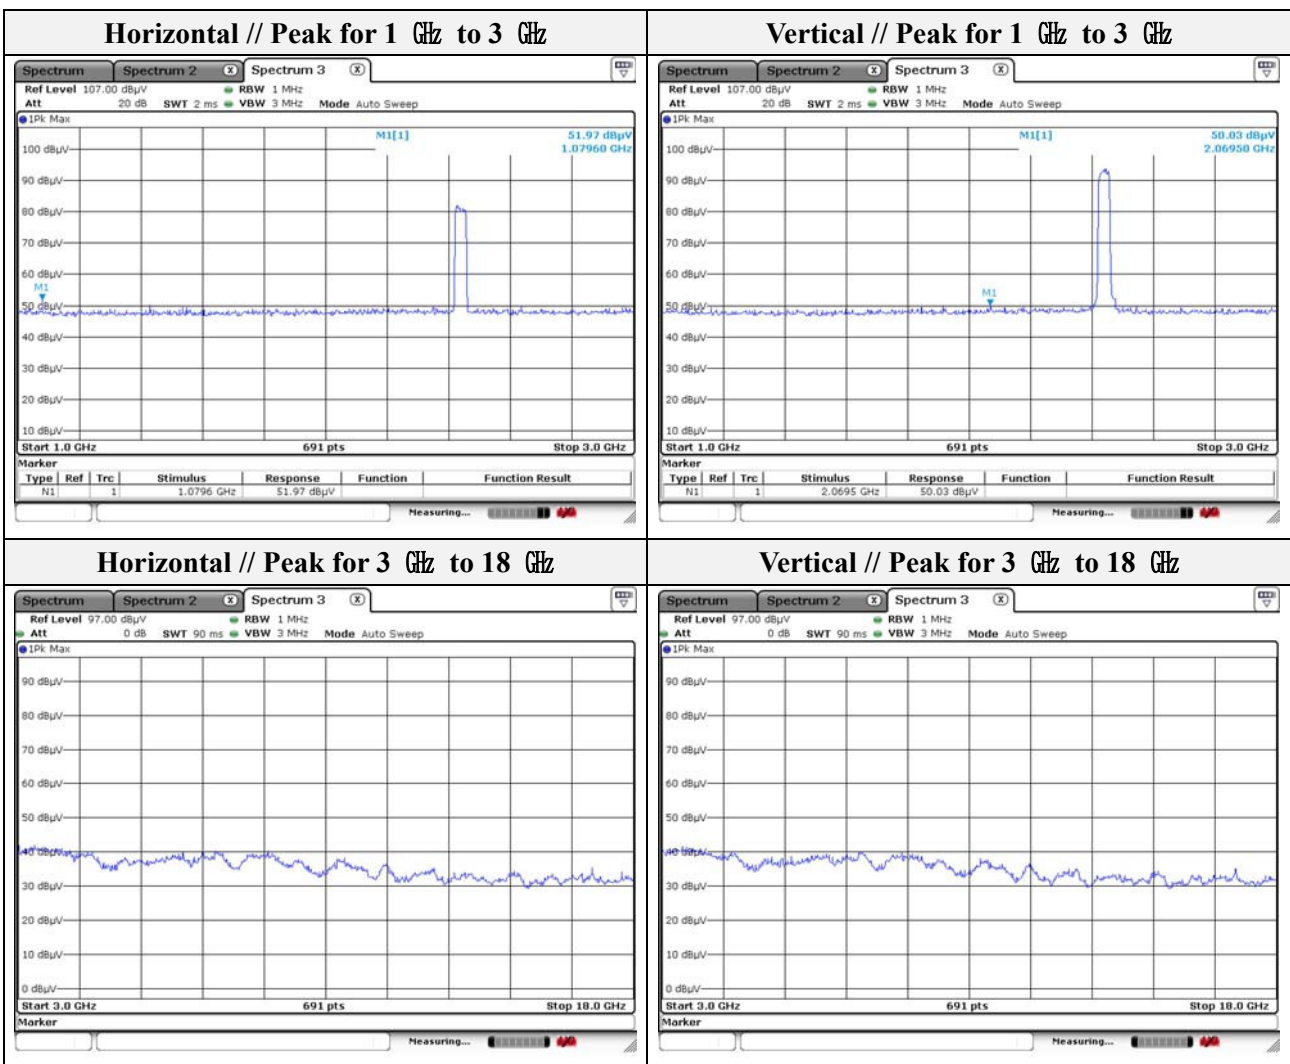 Horizontal // Peak for 1 ㎓ to 3 ㎓
Vertical // Peak for 1 ㎓ to 3 ㎓
Spectrum Spectrum 2 X Spectrum 3 X
Ref Level 107.00 dBµV RBW 1 MHz
Att 20 dB SWT 2 ms VBW 3 MHz Mode Auto Sweep
1Pk Max
M1[1] 51.97 dBµV
1.07960 GHz
100 dBµV
90 dBµV
80 dBµV
70 dBµV
60 dBµV
M1
50 dBµV
40 dBµV
30 dBµV
20 dBµV
10 dBµV
Start 1.0 GHz 691 pts Stop 3.0 GHz
Marker
Type Ref Trc Stimulus Response Function Function Result
N1 1 1.0796 GHz 51.97 dBµV
Measuring...
Spectrum Spectrum 2 X Spectrum 3 X
Ref Level 107.00 dBµV RBW 1 MHz
Att 20 dB SWT 2 ms VBW 3 MHz Mode Auto Sweep
1Pk Max
M1[1] 50.03 dBµV
2.06950 GHz
100 dBµV
90 dBµV
80 dBµV
70 dBµV
60 dBµV
M1
50 dBµV
40 dBµV
30 dBµV
20 dBµV
10 dBµV
Start 1.0 GHz 691 pts Stop 3.0 GHz
Marker
Type Ref Trc Stimulus Response Function Function Result
N1 1 2.0695 GHz 50.03 dBµV
Measuring...
Horizontal // Peak for 3 ㎓ to 18 ㎓
Vertical // Peak for 3 ㎓ to 18 ㎓
Spectrum Spectrum 2 X Spectrum 3 X
Ref Level 97.00 dBµV RBW 1 MHz
Att 0 dB SWT 90 ms VBW 3 MHz Mode Auto Sweep
1Pk Max
90 dBµV
80 dBµV
70 dBµV
60 dBµV
50 dBµV
40 dBµV
30 dBµV
20 dBµV
10 dBµV
0 dBµV
Start 3.0 GHz 691 pts Stop 18.0 GHz
Marker
Measuring...
Spectrum Spectrum 2 X Spectrum 3 X
Ref Level 97.00 dBµV RBW 1 MHz
Att 0 dB SWT 90 ms VBW 3 MHz Mode Auto Sweep
1Pk Max
90 dBµV
80 dBµV
70 dBµV
60 dBµV
50 dBµV
40 dBµV
30 dBµV
20 dBµV
10 dBµV
0 dBµV
Start 3.0 GHz 691 pts Stop 18.0 GHz
Marker
Measuring...